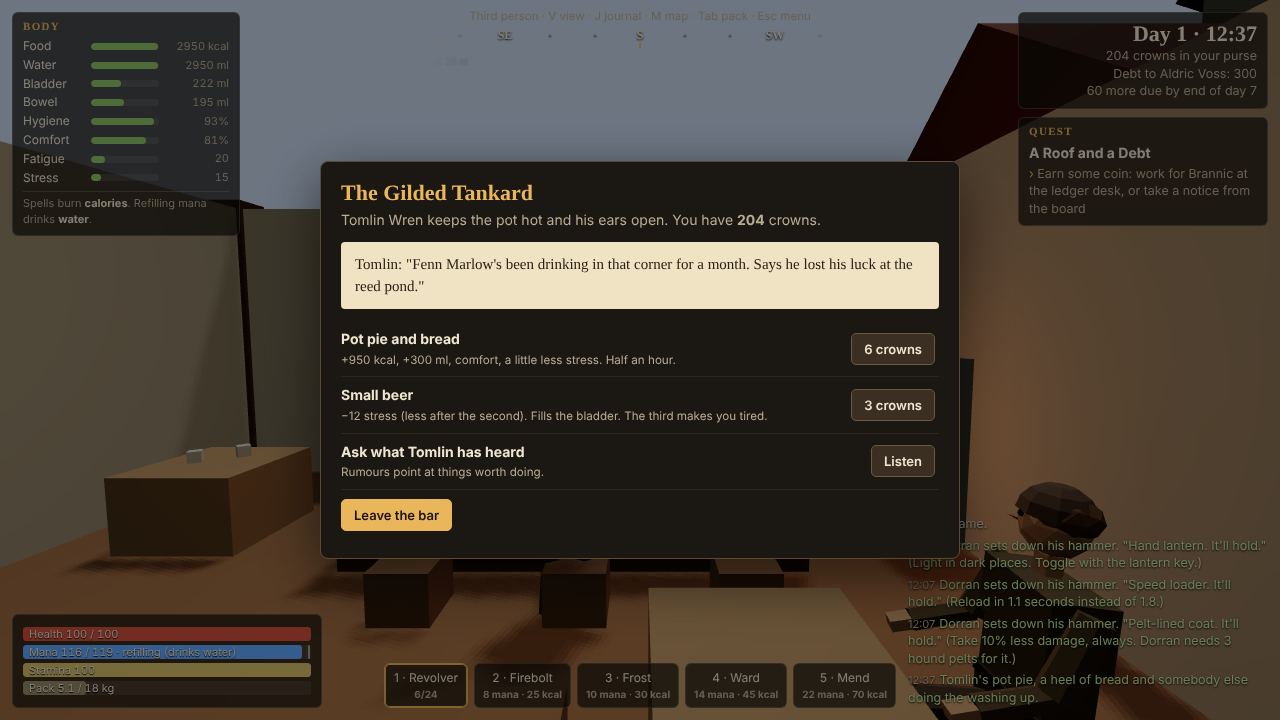 BODY
Food 2950 kcal
Water 2950 ml
Bladder 222 ml
Bowel 195 ml
Hygiene 93%
Comfort 81%
Fatigue 20
Stress 15
Spells burn calories. Refilling mana
drinks water.
Third person · V view · J journal · M map · Tab pack · Esc menu
SE S SW
Day 1 · 12:37
204 crowns in your purse
Debt to Aldric Voss: 300
60 more due by end of day 7
QUEST
A Roof and a Debt
› Earn some coin: work for Brannic at
the ledger desk, or take a notice from
the board
The Gilded Tankard
Tomlin Wren keeps the pot hot and his ears open. You have 204 crowns.
Tomlin: "Fenn Marlow's been drinking in that corner for a month. Says he lost his luck at the
reed pond."
Pot pie and bread
+950 kcal, +300 ml, comfort, a little less stress. Half an hour.
6 crowns
Small beer
−12 stress (less after the second). Fills the bladder. The third makes you tired.
3 crowns
Ask what Tomlin has heard
Rumours point at things worth doing.
Listen
Leave the bar
sets down his hammer. "Hand lantern. It'll hold."
(Light in dark places. Toggle with the lantern key.)
12:07 Dorran sets down his hammer. "Speed loader. It'll
hold." (Reload in 1.1 seconds instead of 1.8.)
12:07 Dorran sets down his hammer. "Pelt-lined coat. It'll
hold." (Take 10% less damage, always. Dorran needs 3
hound pelts for it.)
12:37 Tomlin's pot pie, a heel of bread and somebody else
doing the washing up.
Health 100 / 100
Mana 116 / 119 · refilling (drinks water)
Stamina 100
Pack 5.1 / 18 kg
1 · Revolver
6/24
2 · Firebolt
8 mana · 25 kcal
3 · Frost
10 mana · 30 kcal
4 · Ward
14 mana · 45 kcal
5 · Mend
22 mana · 70 kcal